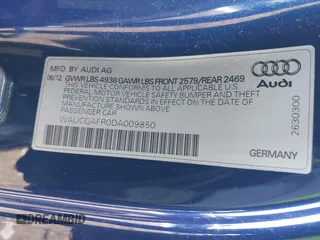 MFD. BY AUDI AG
06/12 GVWR LBS 4938 GAWR LBS FRONT 2579/REAR 2469
THIS VEHICLE CONFORMS TO ALL APPLICABLE U.S.
FEDERAL MOTOR VEHICLE SAFETY BUMPER AND THEFT
PREVENTION STANDARDS IN EFFECT ON THE DATE
OF MANUFACTURE SHOWN ABOVE
PASSENGER CAR
WAUCGAFR0DA009850
Audi
2630300
GERMANY
DREAMBID